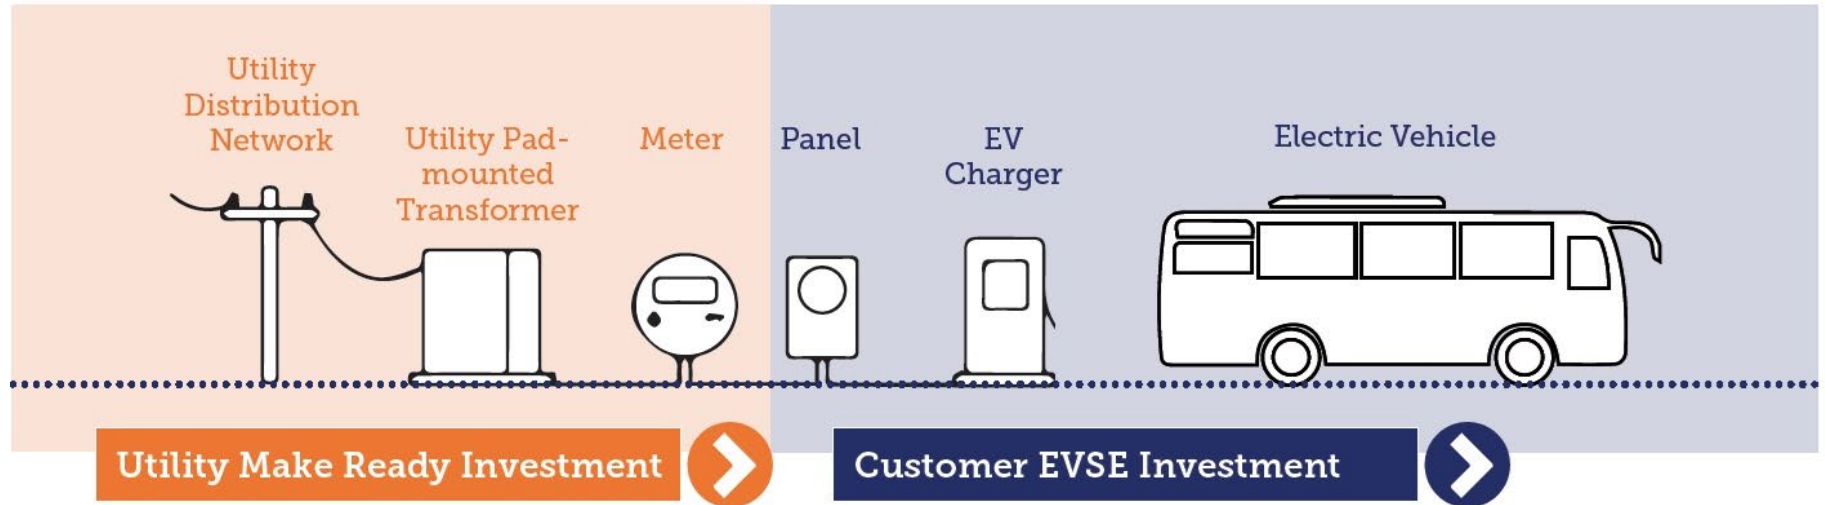 Utility
Distribution
Network
Utility Pad-
mounted
Transformer
Meter
Panel
EV
Charger
Electric Vehicle
Utility Make Ready Investment
Customer EVSE Investment